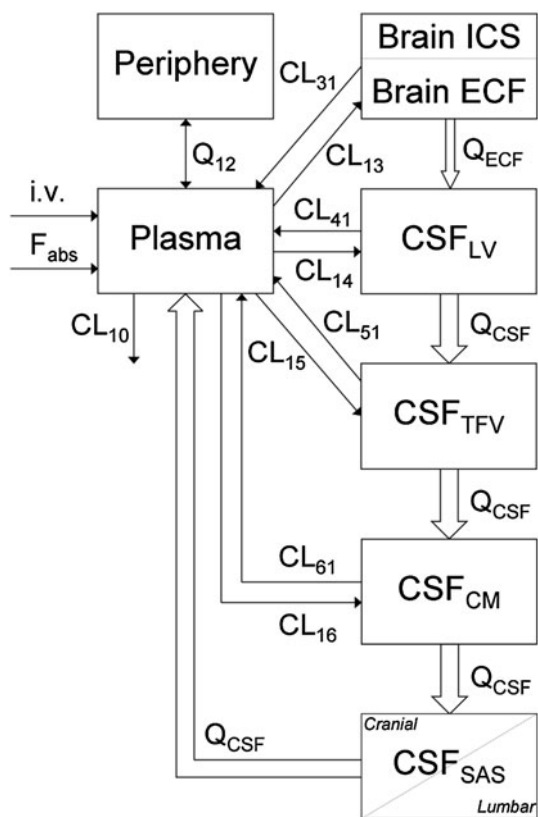 Periphery
Brain ICS
Brain ECF
CL31
CL13
Q12
QECF
i.v.
Fabs
Plasma
CL41
CL14
CSFLV
CL10
CL15
CL51
QCSF
CSFTFV
QCSF
CL61
CL16
CSFCM
QCSF
QCSF
Cranial
CSFSAS
Lumbar